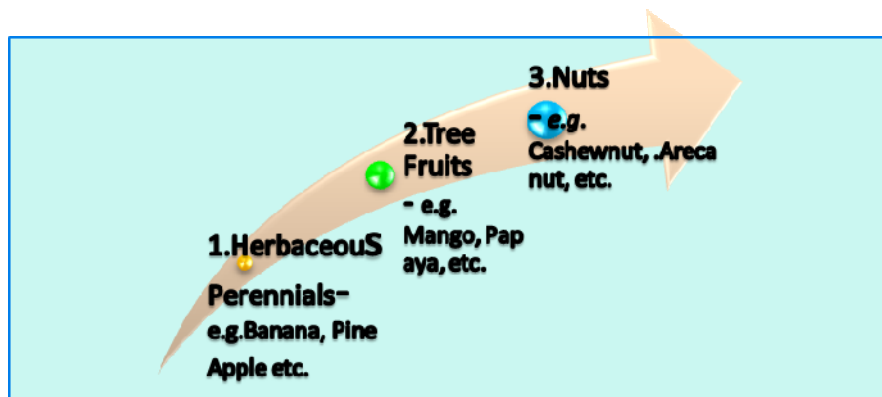 1.HerbaceouS
Perennials-
e.g.Banana, Pine
Apple etc.
2.Tree
Fruits
- e.g.
Mango, Pap
aya, etc.
3.Nuts
- e.g.
Cashewnut, .Areca
nut, etc.